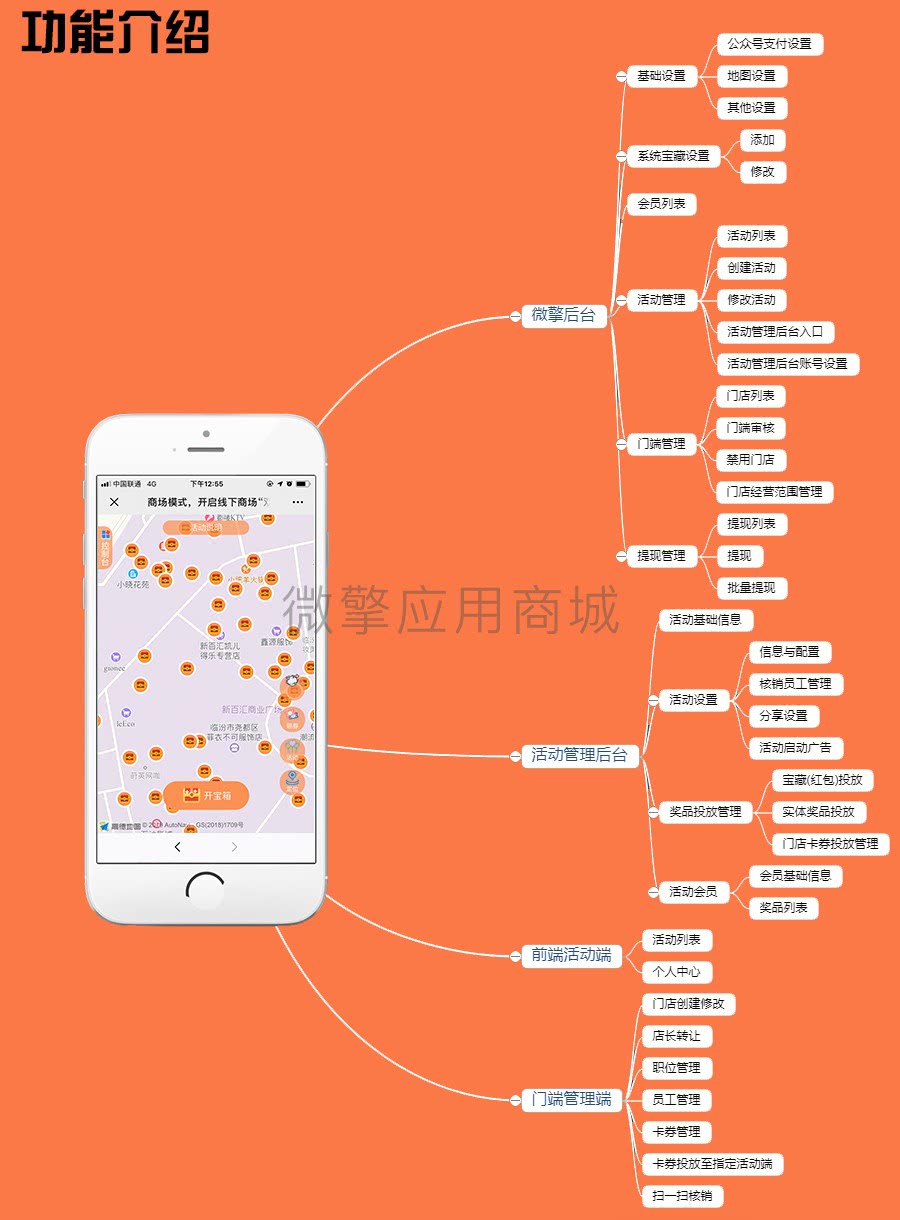 功能介绍
公众号支付设置
基础设置
地图设置
其他设置
添加
系统宝藏设置
修改
会员列表
活动列表
创建活动
微擎后台
活动管理
修改活动
活动管理后台入口
活动管理后台账号设置
门店列表
门端审核
门端管理
禁用门店
门店经营范围管理
提现列表
提现管理
提现
批量提现
中国联通 4G 下午12:55
商场模式，开启线下商场“
活动说明
控制台
小晓花苑
新百汇凯儿
得乐专营店
鑫源服饰
gionee
新百汇商业广场
lef.co
临汾市尧都区
菲衣不可服饰店
潮流
蔚英网咖
开宝箱
高德地图 © 2018 AutoNavi - GS(2018)1709号
微擎应用商城
活动基础信息
信息与配置
核销员工管理
活动设置
分享设置
活动启动广告
活动管理后台
宝藏(红包)投放
奖品投放管理
实体奖品投放
门店卡券投放管理
会员基础信息
活动会员
奖品列表
活动列表
前端活动端
个人中心
门店创建修改
店长转让
职位管理
门端管理端
员工管理
卡券管理
卡券投放至指定活动端
扫一扫核销